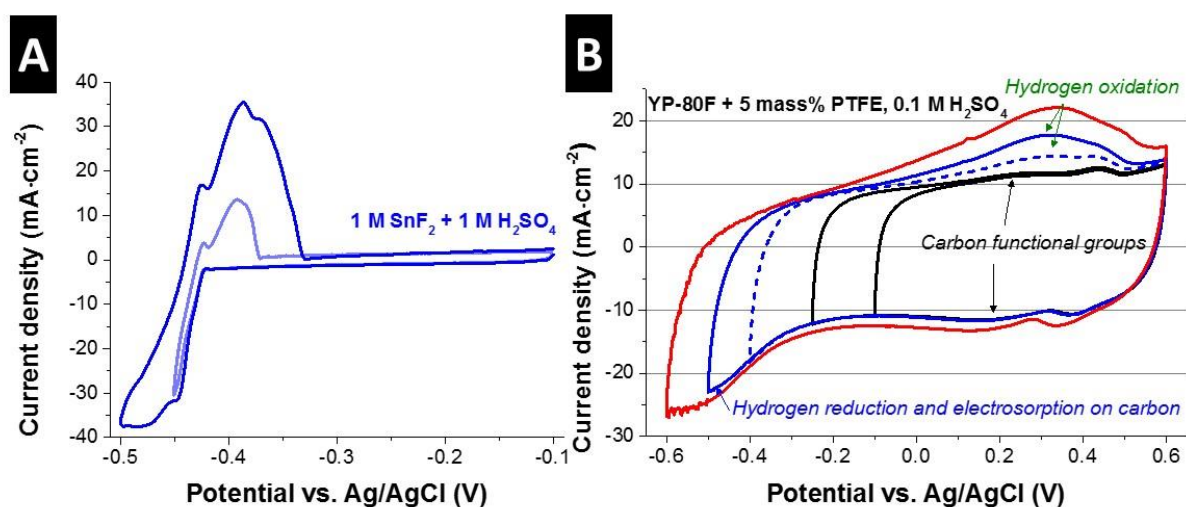 A
40
30
20
10
0
-10
-20
-30
-40
-0.5
-0.4
-0.3
-0.2
-0.1
Current density (mA·cm⁻²)
Potential vs. Ag/AgCl (V)
1 M SnF₂ + 1 M H₂SO₄
B
20
10
0
-10
-20
-30
-0.6
-0.4
-0.2
0.0
0.2
0.4
0.6
Current density (mA·cm⁻²)
Potential vs. Ag/AgCl (V)
Hydrogen oxidation
YP-80F + 5 mass% PTFE, 0.1 M H₂SO₄
Carbon functional groups
Hydrogen reduction and electrosorption on carbon